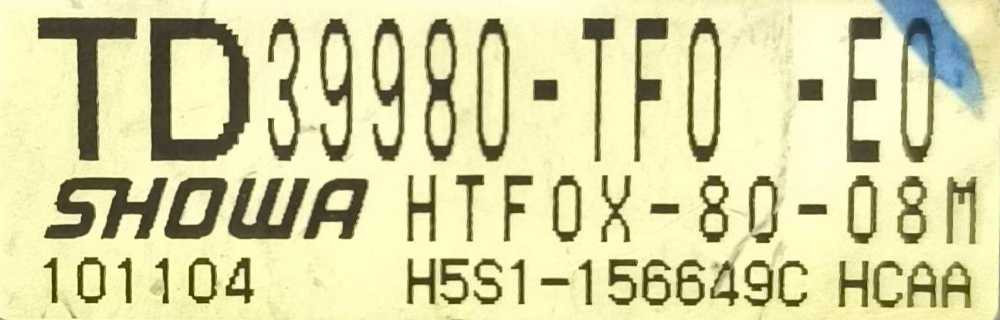 TD39980-TF0 -E0
SHOWA HTF0X-80-08M
101104 H5S1-156649C HCAA